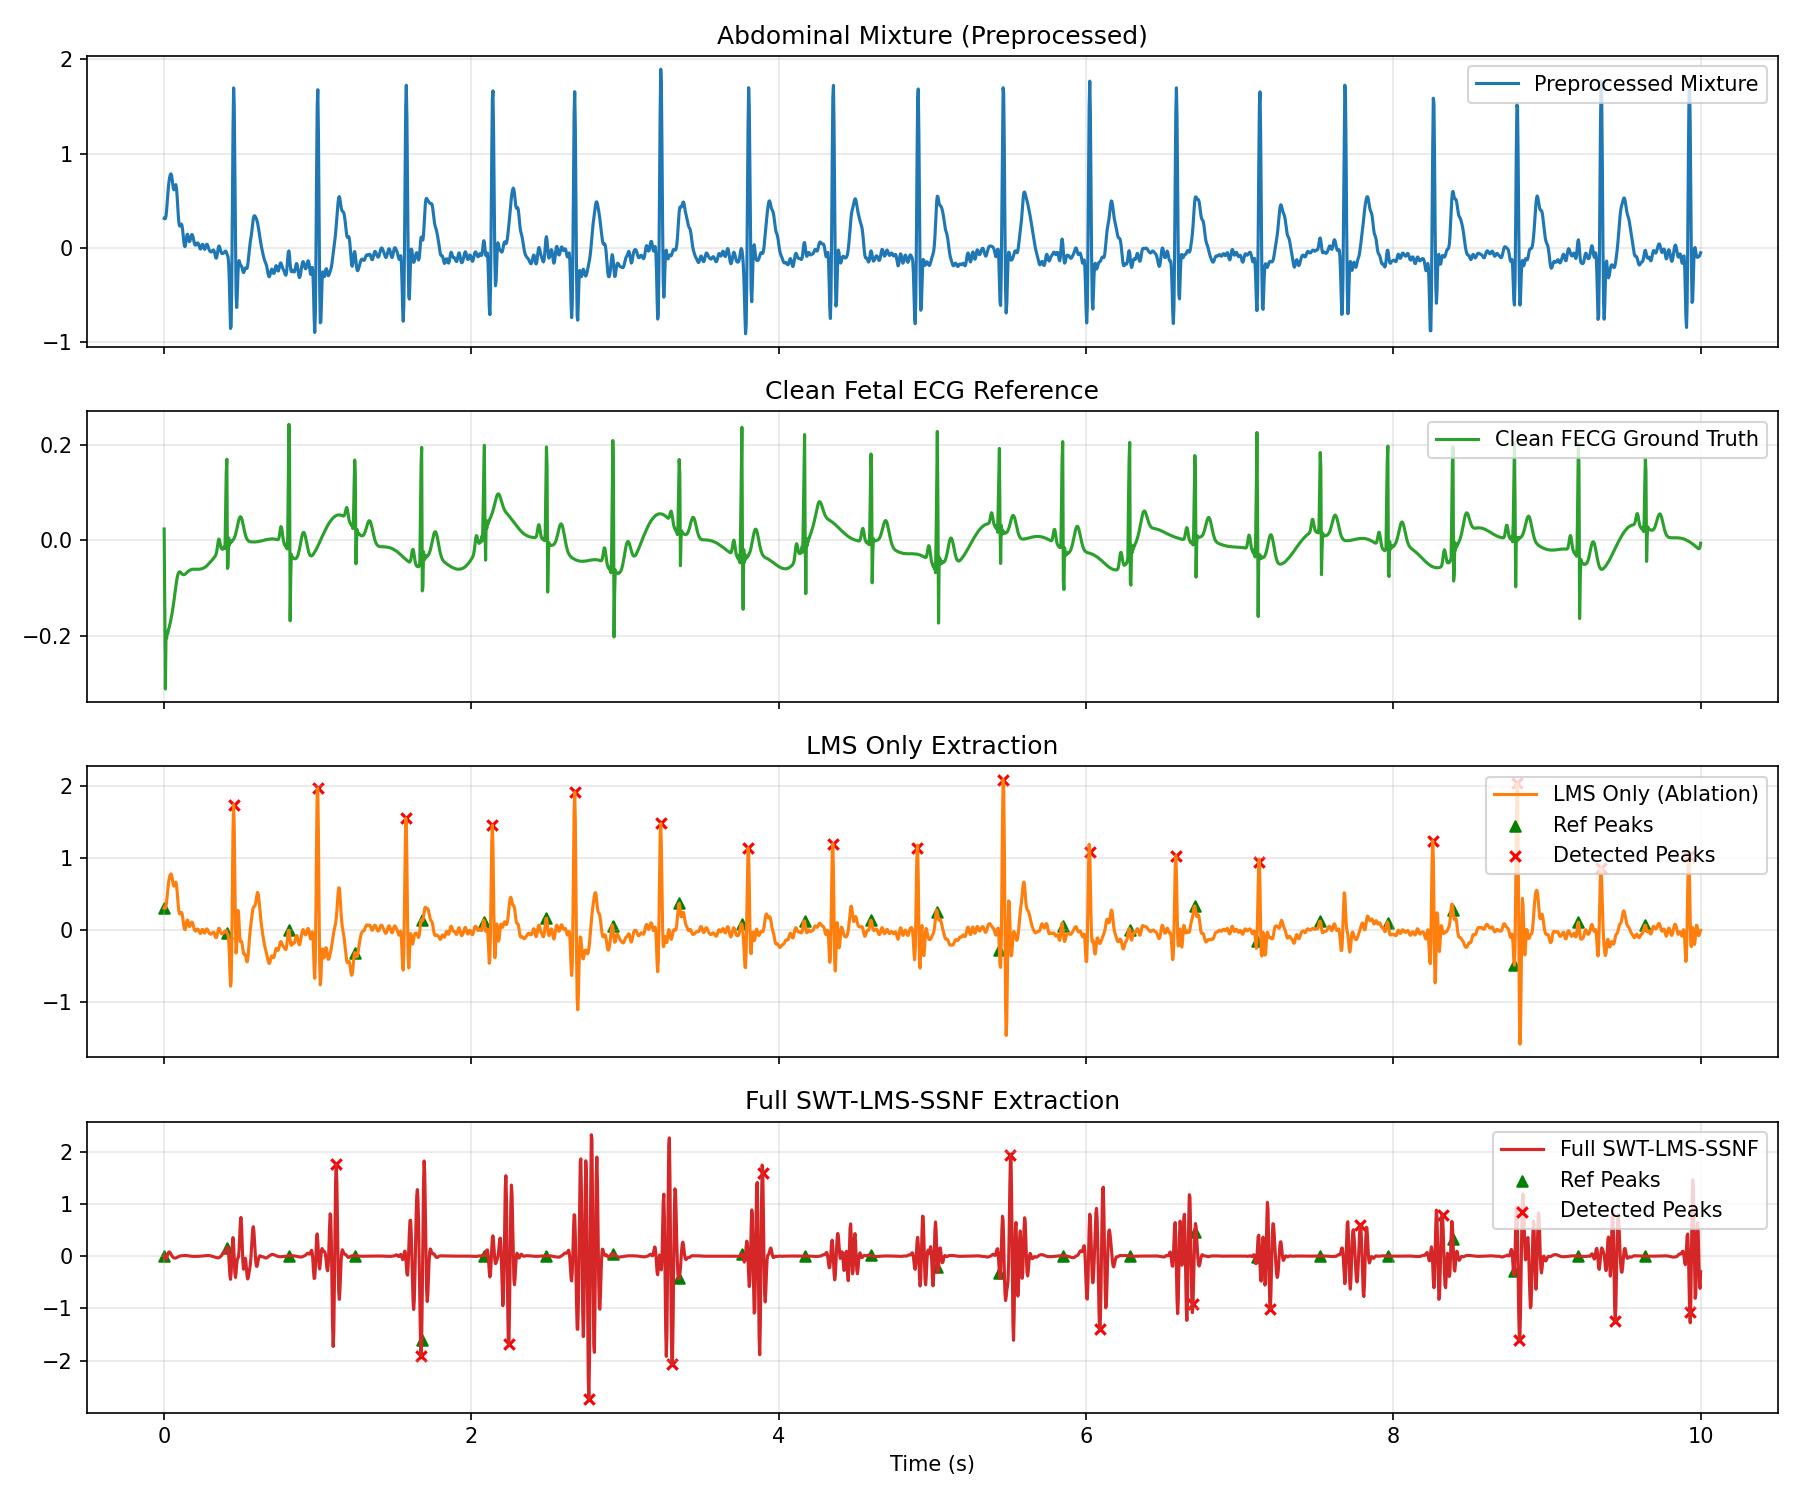 Abdominal Mixture (Preprocessed)
2
1
0
−1
Preprocessed Mixture
Clean Fetal ECG Reference
0.2
0.0
−0.2
Clean FECG Ground Truth
LMS Only Extraction
2
1
0
−1
LMS Only (Ablation)
Ref Peaks
Detected Peaks
Full SWT-LMS-SSNF Extraction
2
1
0
−1
−2
Full SWT-LMS-SSNF
Ref Peaks
Detected Peaks
0 2 4 6 8 10
Time (s)